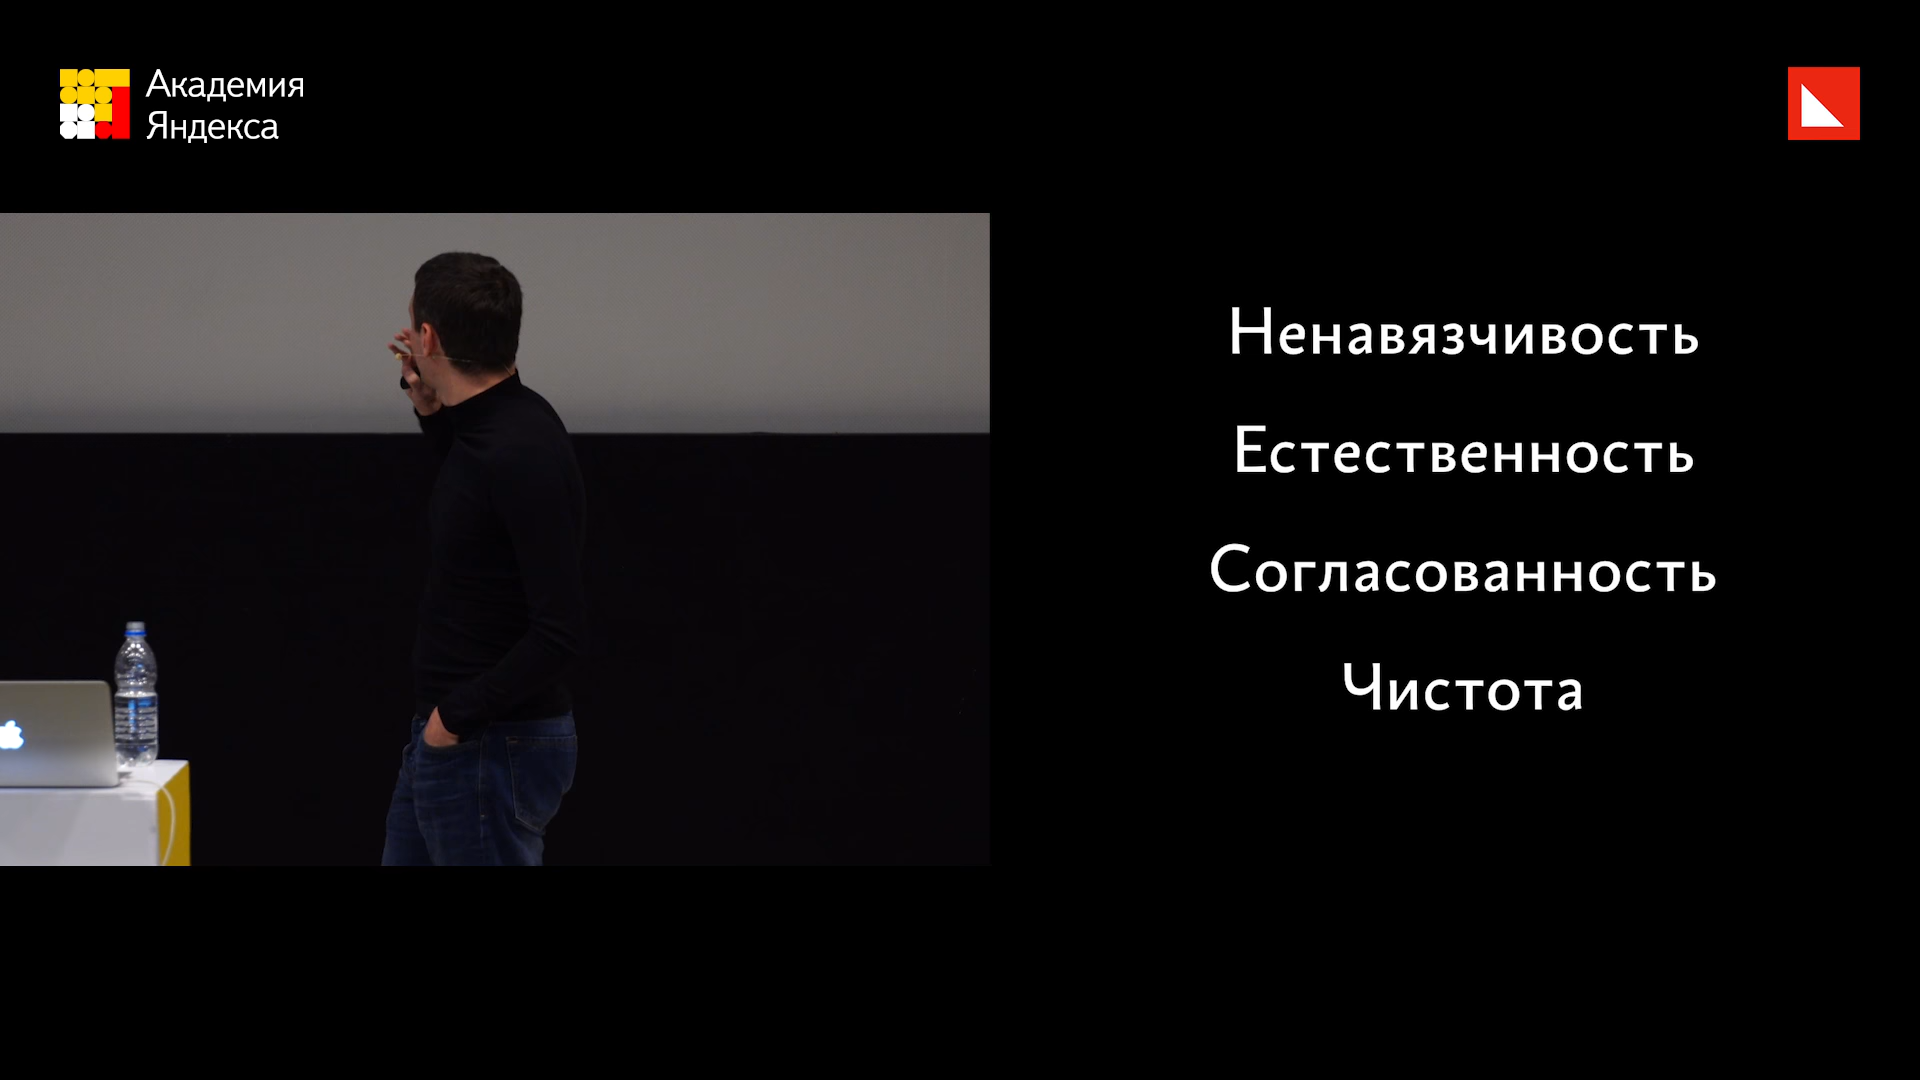 Академия
Яндекса
Ненавязчивость
Естественность
Согласованность
Чистота